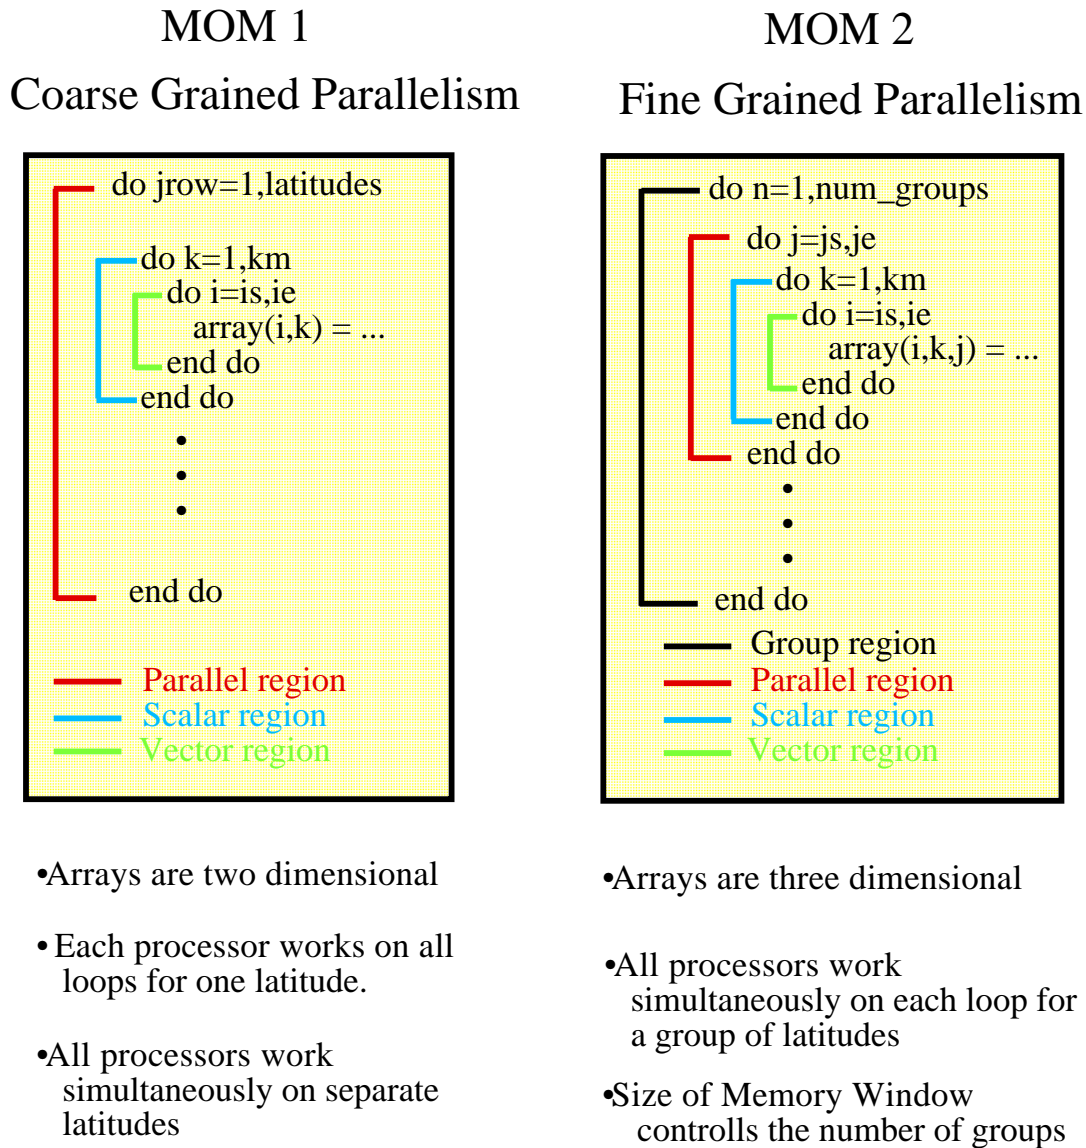 MOM 1
Coarse Grained Parallelism
do jrow=1,latitudes
do k=1,km
do i=is,ie
array(i,k) = ...
end do
end do
end do
Parallel region
Scalar region
Vector region
•Arrays are two dimensional
• Each processor works on all
loops for one latitude.
•All processors work
simultaneously on separate
latitudes
MOM 2
Fine Grained Parallelism
do n=1,num_groups
do j=js,je
do k=1,km
do i=is,ie
array(i,k,j) = ...
end do
end do
end do
end do
Group region
Parallel region
Scalar region
Vector region
•Arrays are three dimensional
•All processors work
simultaneously on each loop for
a group of latitudes
•Size of Memory Window
controlls the number of groups